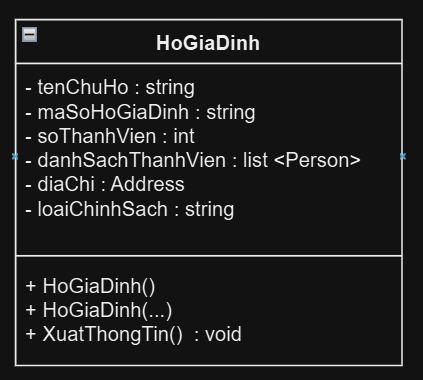 HoGiaDinh
- tenChuHo : string
- maSoHoGiaDinh : string
- soThanhVien : int
- danhSachThanhVien : list <Person>
- diaChi : Address
- loaiChinhSach : string
+ HoGiaDinh()
+ HoGiaDinh(...)
+ XuatThongTin()  : void